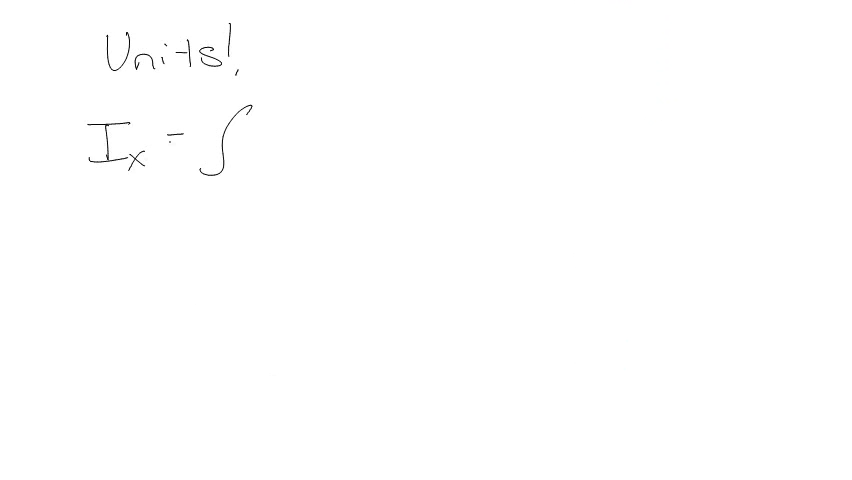 Units!
Iₓ = ∫